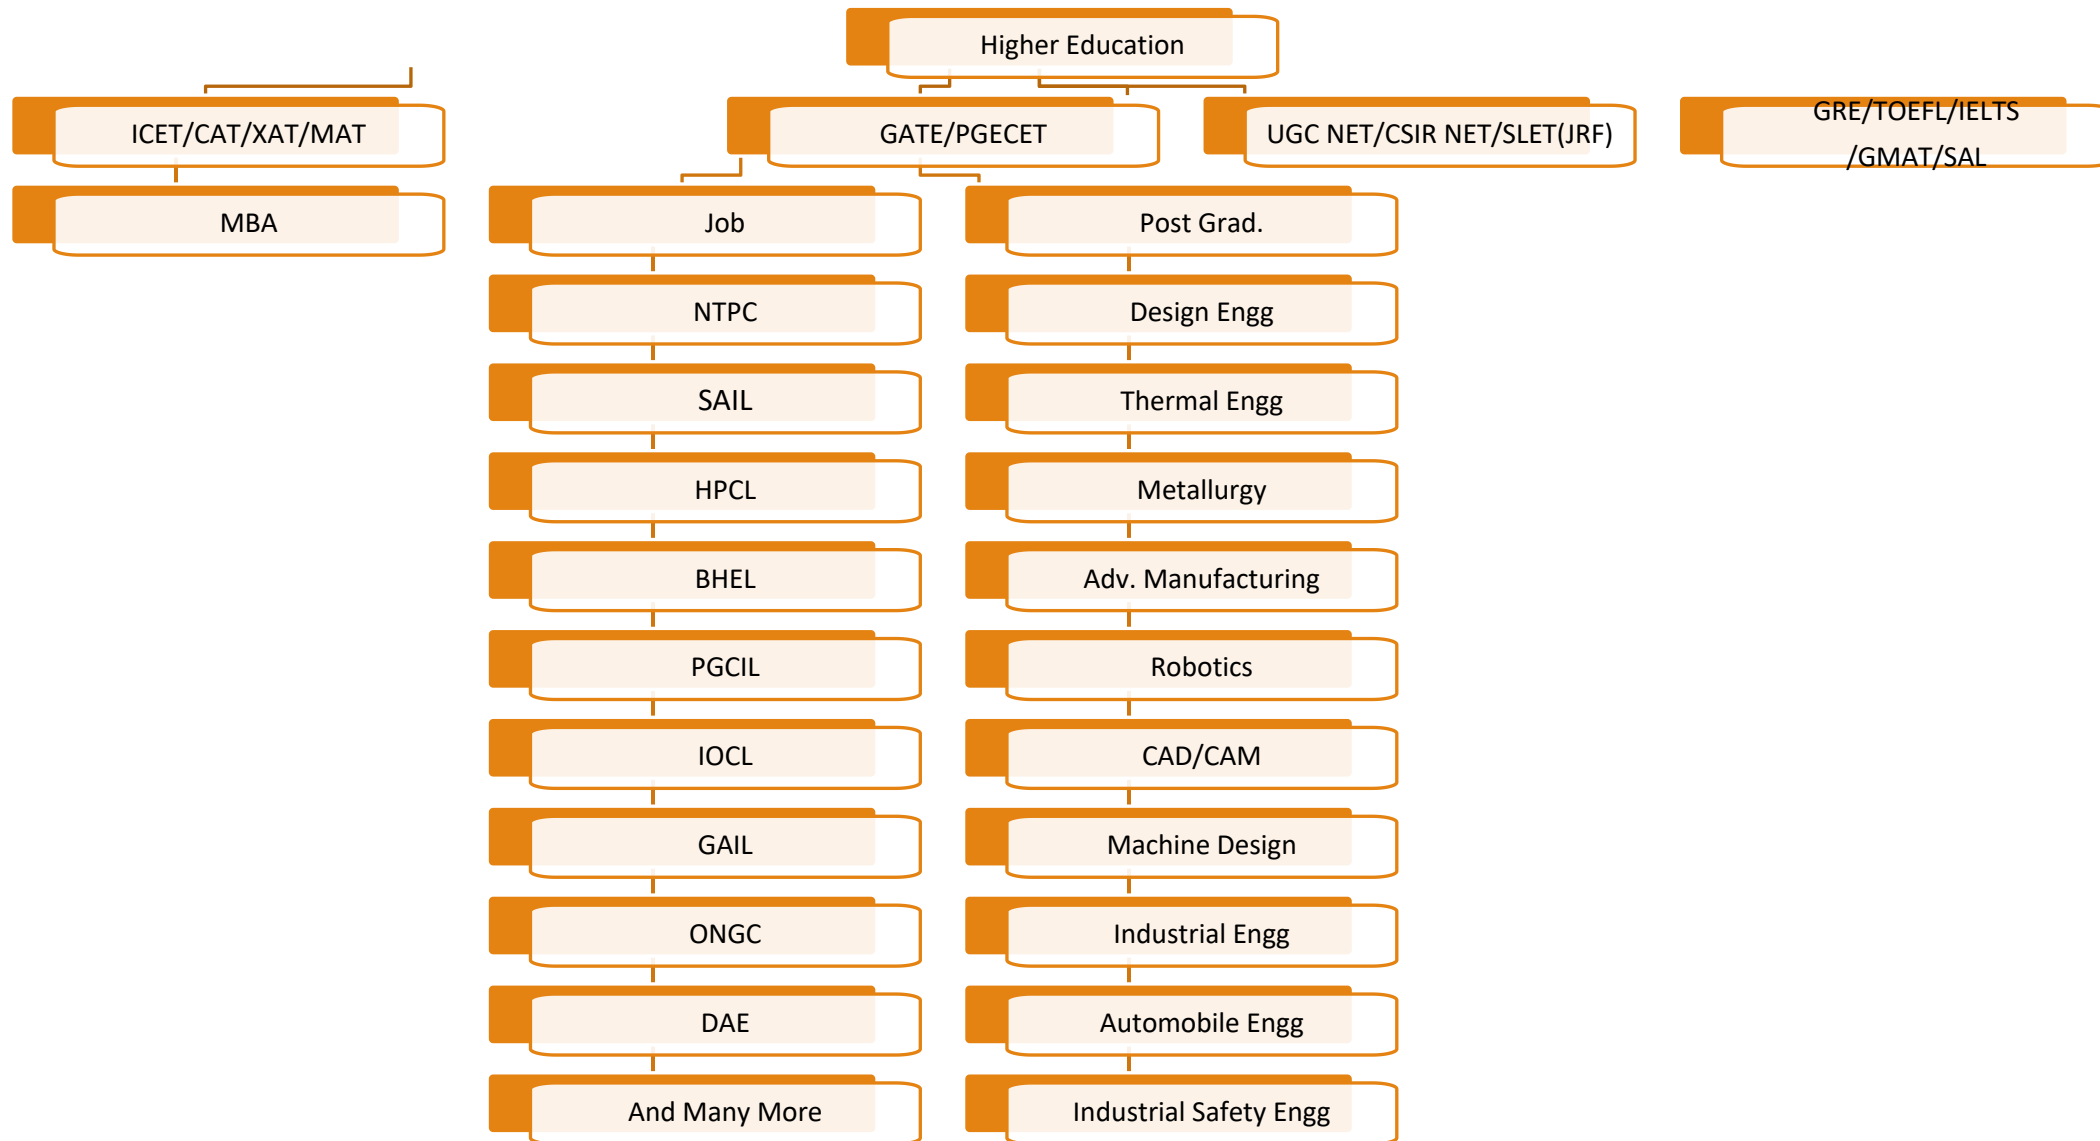 Higher Education
ICET/CAT/XAT/MAT
GATE/PGECET
UGC NET/CSIR NET/SLET(JRF)
GRE/TOEFL/IELTS
/GMAT/SAL
MBA
Job
Post Grad.
NTPC
Design Engg
SAIL
Thermal Engg
HPCL
Metallurgy
BHEL
Adv. Manufacturing
PGCIL
Robotics
IOCL
CAD/CAM
GAIL
Machine Design
ONGC
Industrial Engg
DAE
Automobile Engg
And Many More
Industrial Safety Engg